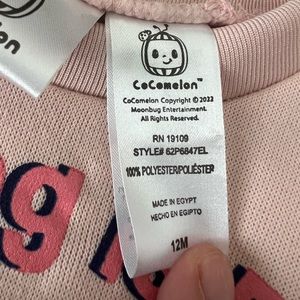 CoComelon
CoComelon™
CoComelon Copyright © 2022
Moonbug Entertainment.
All Rights Reserved.
RN 19109
STYLE# 62P6847EL
100% POLYESTER/POLIÉSTER
MADE IN EGYPT
HECHO EN EGIPTO
12M